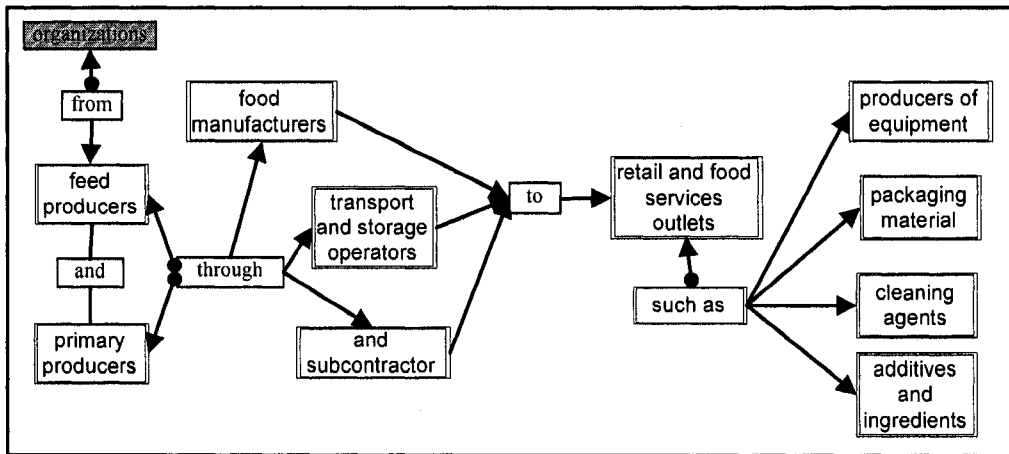 organizations
from
feed
producers
and
primary
producers
through
food
manufacturers
transport
and storage
operators
and
subcontractor
to
retail and food
services
outlets
such as
producers of
equipment
packaging
material
cleaning
agents
additives
and
ingredients